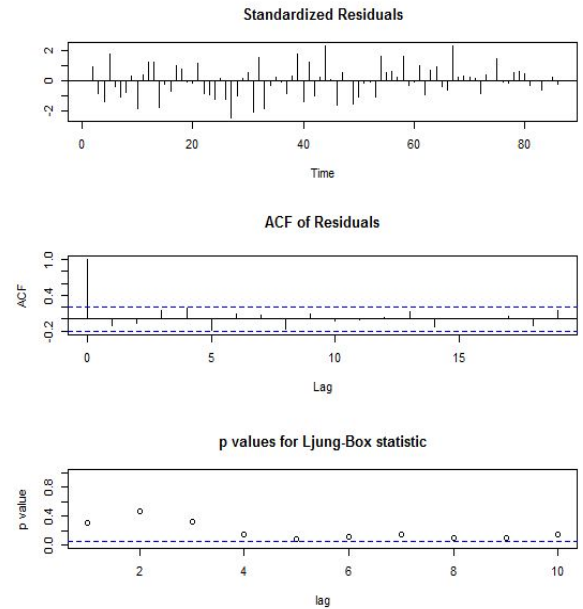 Standardized Residuals
2
0
-2
0 20 40 60 80
Time
ACF of Residuals
ACF
1.0
0.4
-0.2
0 5 10 15
Lag
p values for Ljung-Box statistic
p value
0.8
0.4
0.0
2 4 6 8 10
lag